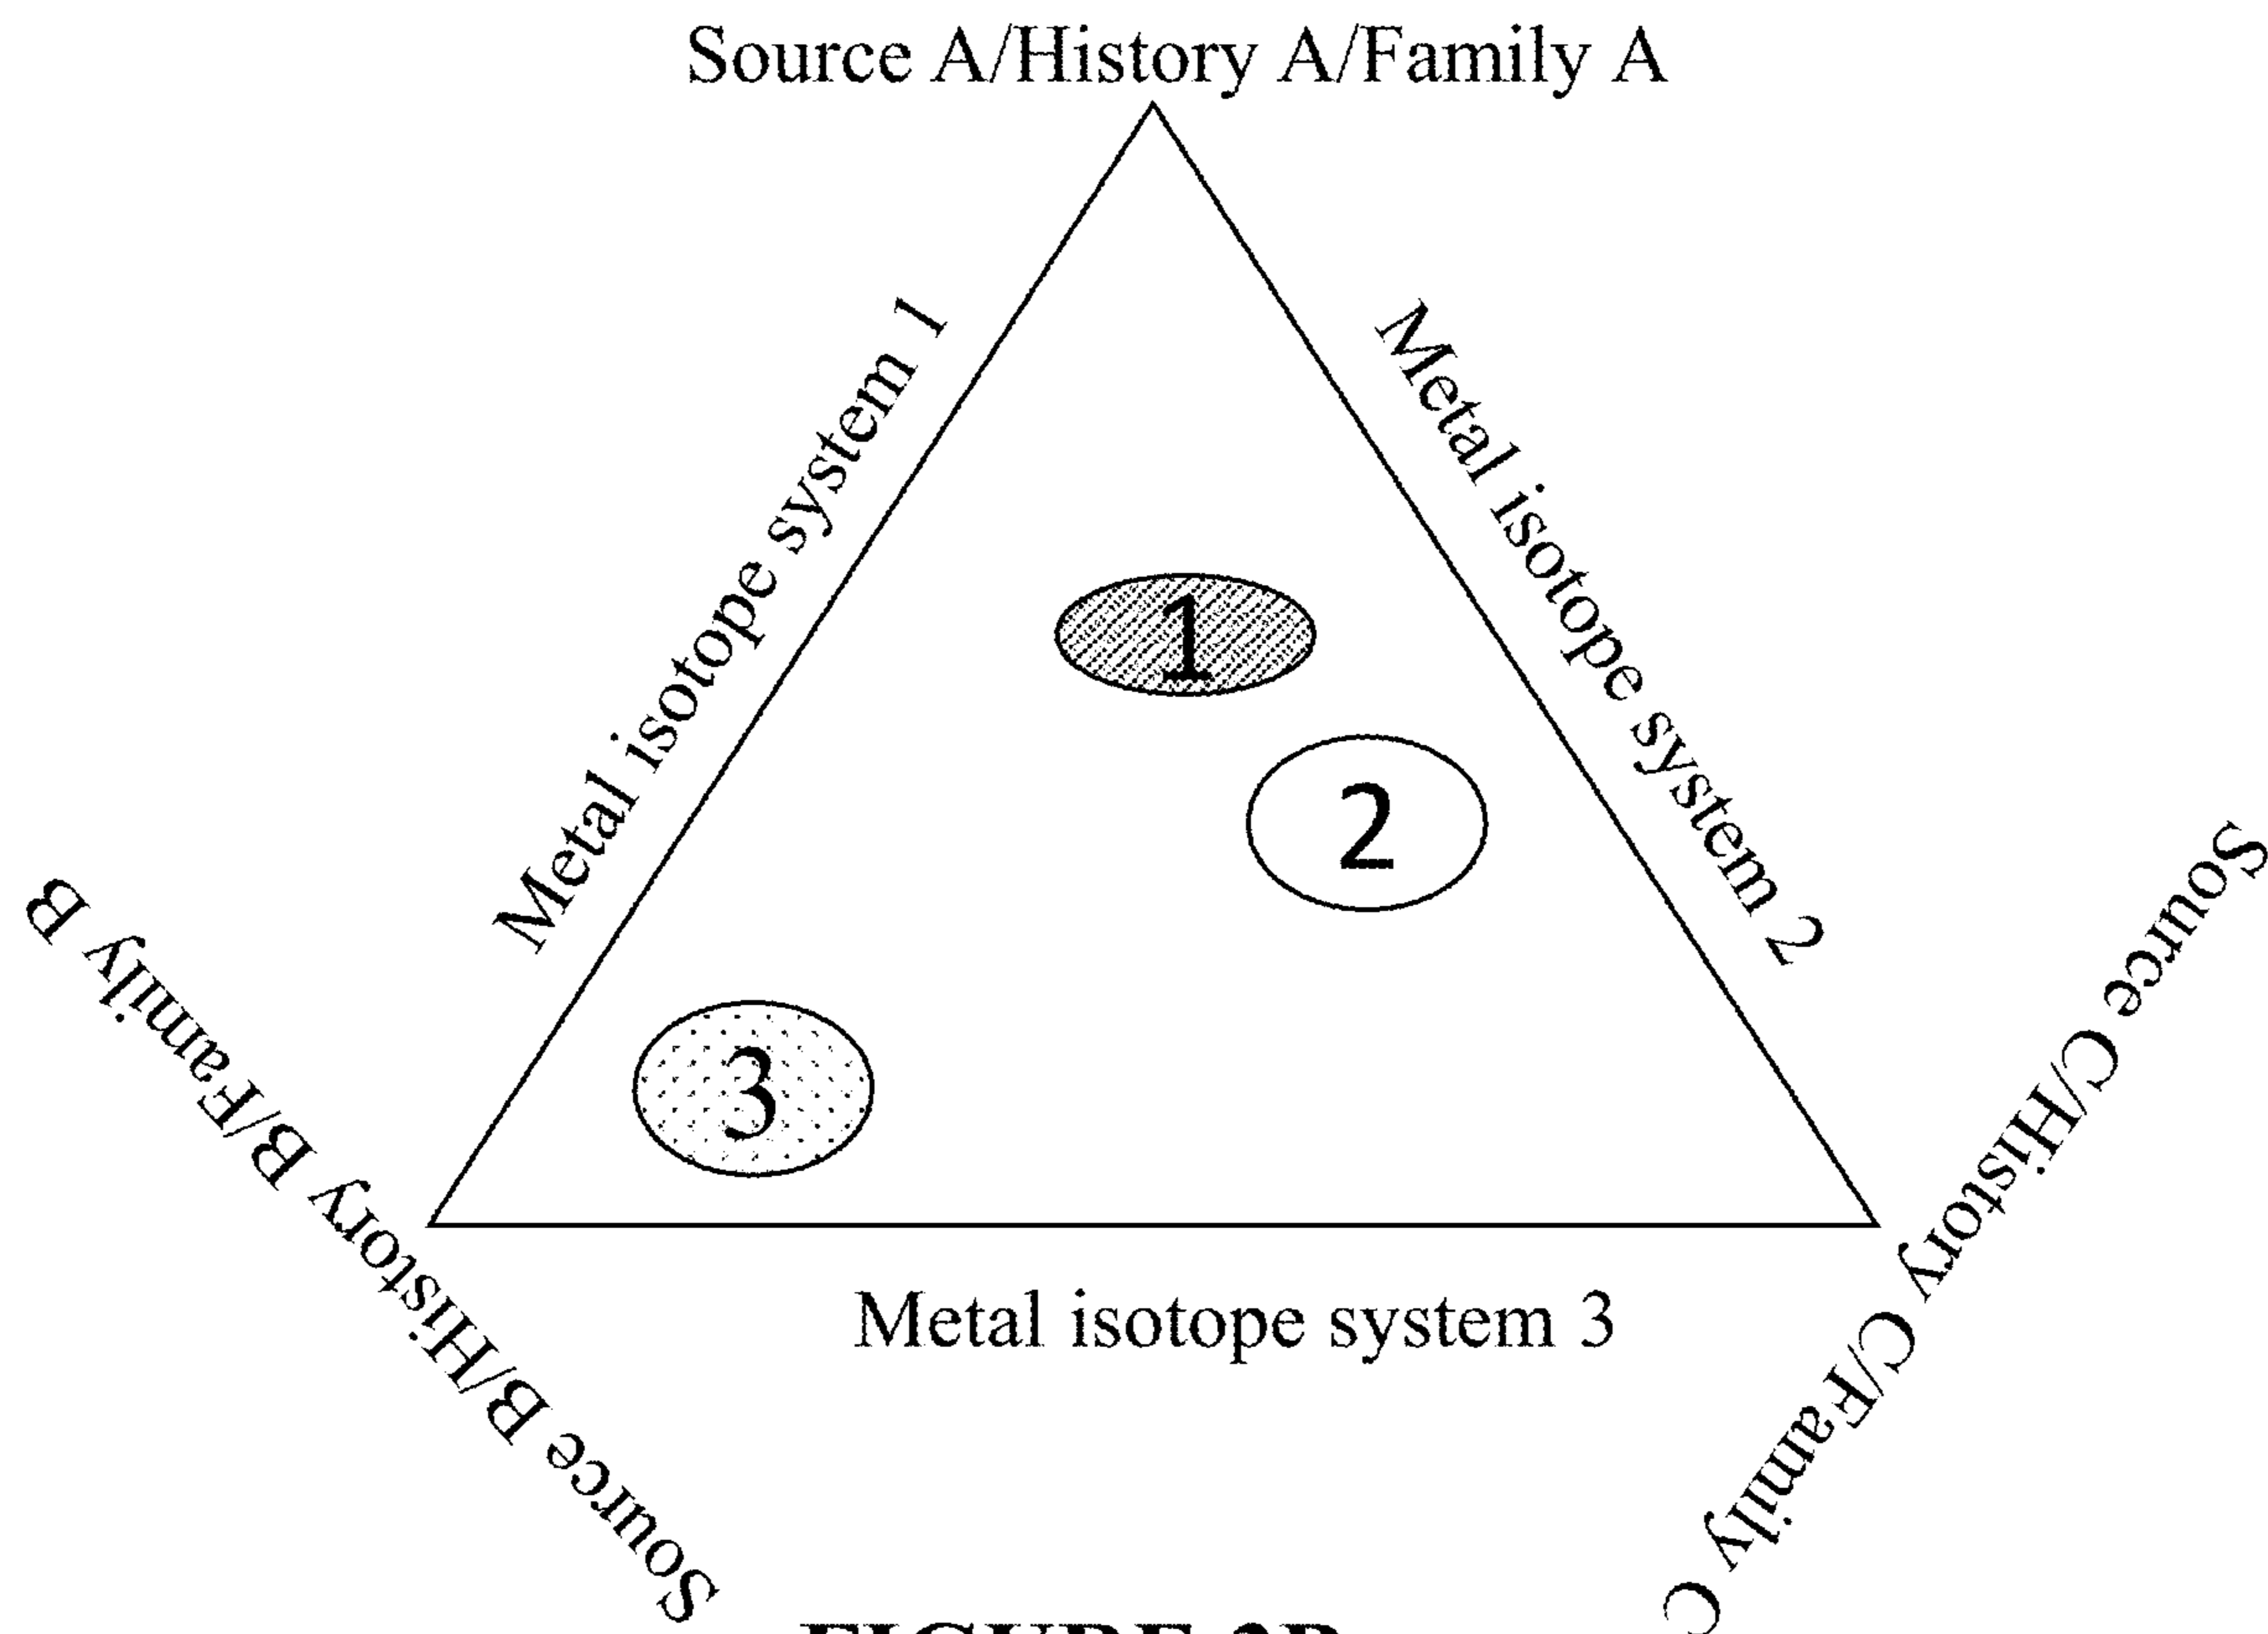 Source A/History A/Family A
Metal isotope system 1
Metal isotope system 2
1
2
3
Source B/History B/Family B
Source C/History C/Family C
Metal isotope system 3